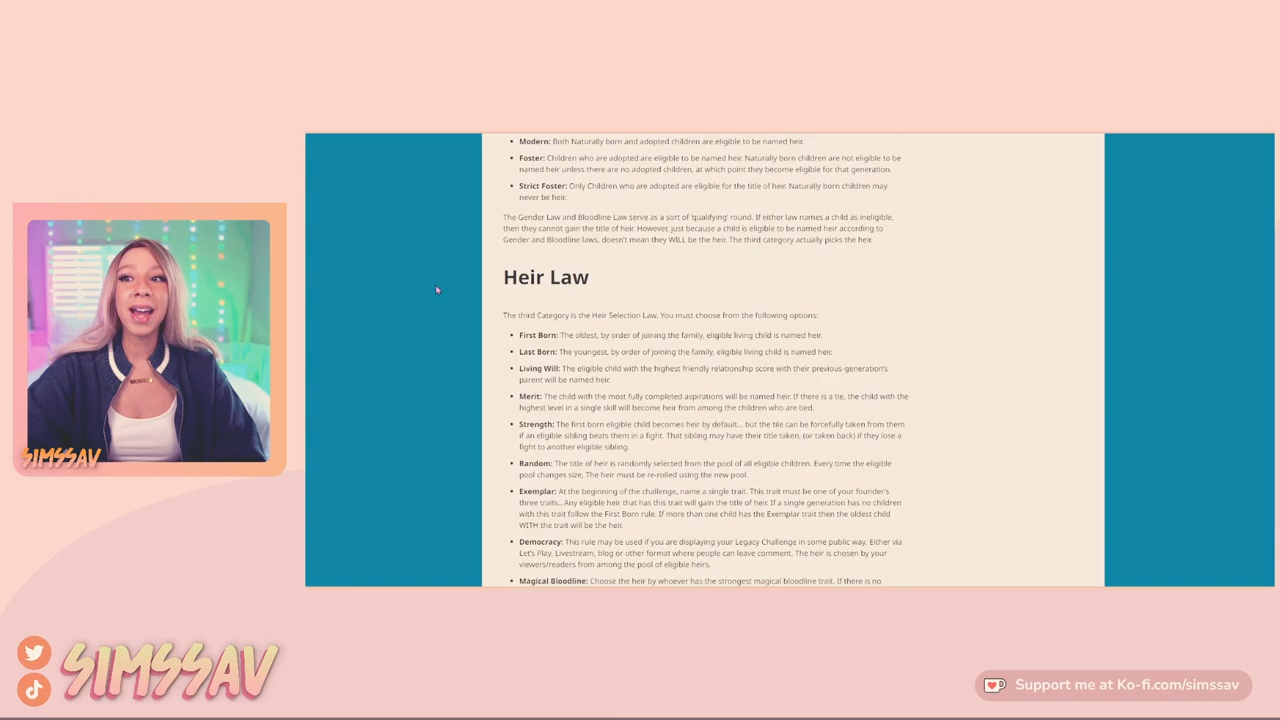 • Modern: Both Naturally born and adopted children are eligible to be named heir.
• Foster: Children who are adopted are eligible to be named heir. Naturally born children are not eligible to be
named heir unless there are no adopted children, at which point they become eligible for that generation.
• Strict Foster: Only Children who are adopted are eligible for the title of heir. Naturally born children may
never be heir.
The Gender Law and Bloodline Law serve as a sort of 'qualifying' round. If either law names a child as ineligible,
then they cannot gain the title of heir. However, just because a child is eligible to be named heir according to
Gender and Bloodline laws, doesn't mean they WILL be the heir. The third category actually picks the heir.
Heir Law
The third Category is the Heir Selection Law. You must choose from the following options:
• First Born: The oldest, by order of joining the family, eligible living child is named heir.
• Last Born: The youngest, by order of joining the family, eligible living child is named heir.
• Living Will: The eligible child with the highest friendly relationship score with their previous-generation's
parent will be named heir.
• Merit: The child with the most fully completed aspirations will be named heir. If there is a tie, the child with the
highest level in a single skill will become heir from among the children who are tied.
• Strength: The first born eligible child becomes heir by default... but the tile can be forcefully taken from them
if an eligible sibling beats them in a fight. That sibling may have their title taken, (or taken back) if they lose a
fight to another eligible sibling.
• Random: The title of heir is randomly selected from the pool of all eligible children. Every time the eligible
pool changes size, The heir must be re-rolled using the new pool.
• Exemplar: At the beginning of the challenge, name a single trait. This trait must be one of your founder's
three traits.. Any eligible heir that has this trait will gain the title of heir. If a single generation has no children
with this trait follow the First Born rule. If more than one child has the Exemplar trait then the oldest child
WITH the trait will be the heir.
• Democracy: This rule may be used if you are displaying your Legacy Challenge in some public way. Either via
Let's Play, Livestream, blog or other format where people can leave comment. The heir is chosen by your
viewers/readers from among the pool of eligible heirs.
• Magical Bloodline: Choose the heir by whoever has the strongest magical bloodline trait. If there is no
SIMSSAV
SIMSSAV
Support me at Ko-fi.com/simssav